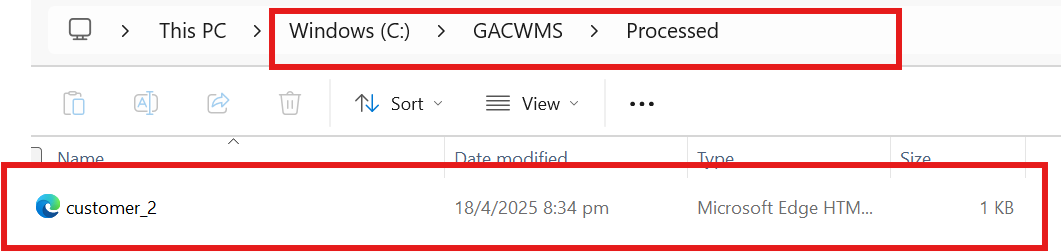 This PC > Windows (C:) > GACWMS > Processed
Sort View
Name Date modified Type Size
customer_2 18/4/2025 8:34 pm Microsoft Edge HTM... 1 KB